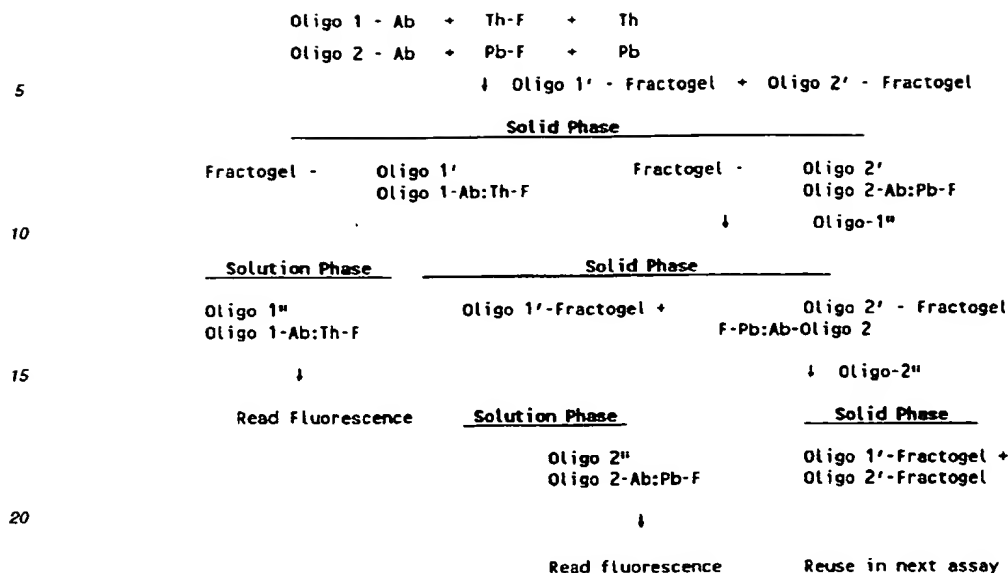 Oligo 1 - Ab + Th-F + Th
Oligo 2 - Ab + Pb-F + Pb
5 ↓ Oligo 1' - Fractogel + Oligo 2' - Fractogel
Solid Phase
Fractogel - Oligo 1' Fractogel - Oligo 2'
Oligo 1-Ab:Th-F Oligo 2-Ab:Pb-F
10 ↓ Oligo-1"
Solution Phase Solid Phase
Oligo 1" Oligo 1'-Fractogel + Oligo 2' - Fractogel
Oligo 1-Ab:Th-F F-Pb:Ab-Oligo 2
15 ↓ ↓ Oligo-2"
Read Fluorescence Solution Phase Solid Phase
Oligo 2" Oligo 1'-Fractogel +
Oligo 2-Ab:Pb-F Oligo 2'-Fractogel
20 ↓
Read fluorescence Reuse in next assay